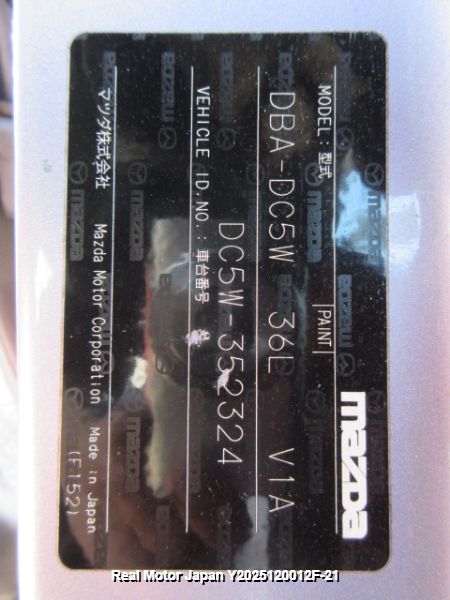 mazda
MODEL:型式 PAINT
DBA-DC5W 36L V1A
VEHICLE ID.NO.:車台番号
DC5W-352324
マツダ株式会社 Mazda Motor Corporation Made in Japan
(F152)
Real Motor Japan Y2025120012F-21